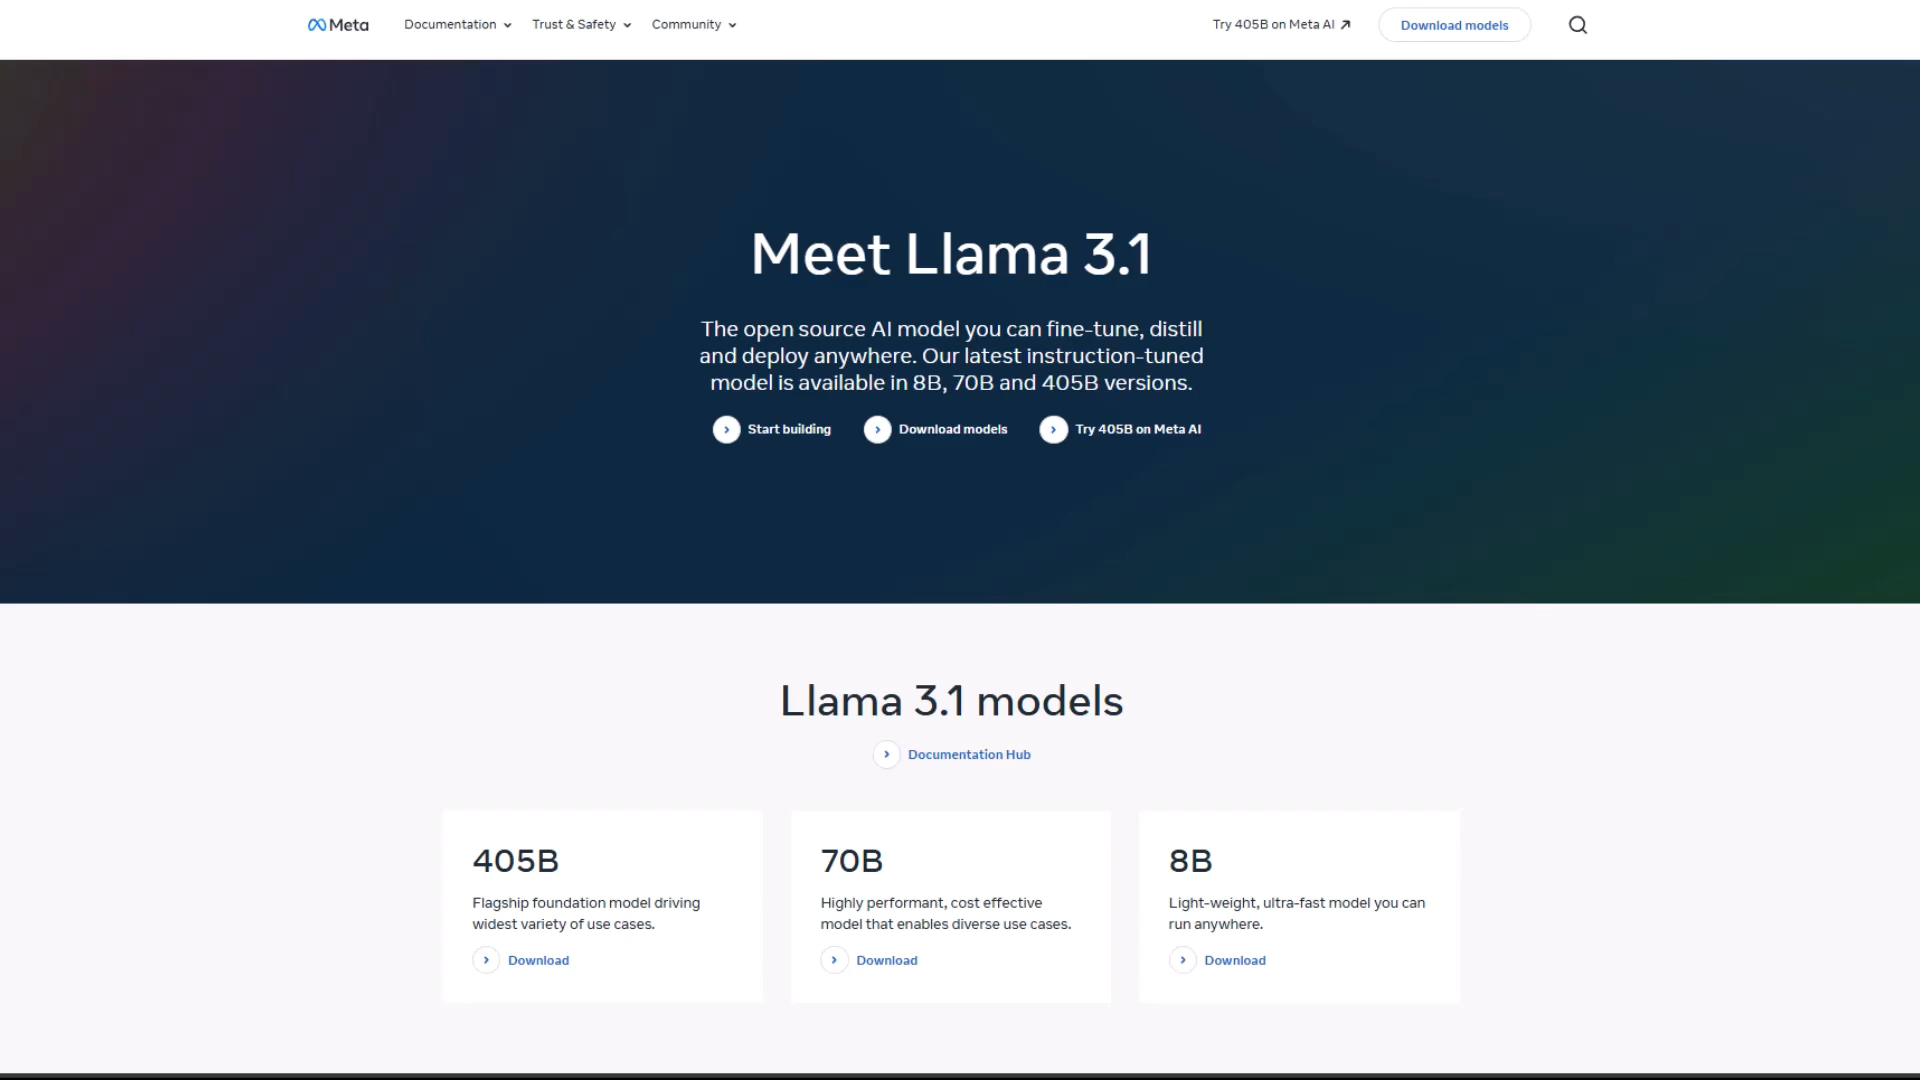 Meta Documentation Trust & Safety Community Try 405B on Meta AI Download models
Meet Llama 3.1
The open source AI model you can fine-tune, distill
and deploy anywhere. Our latest instruction-tuned
model is available in 8B, 70B and 405B versions.
Start building Download models Try 405B on Meta AI
Llama 3.1 models
Documentation Hub
405B
Flagship foundation model driving
widest variety of use cases.
Download
70B
Highly performant, cost effective
model that enables diverse use cases.
Download
8B
Light-weight, ultra-fast model you can
run anywhere.
Download